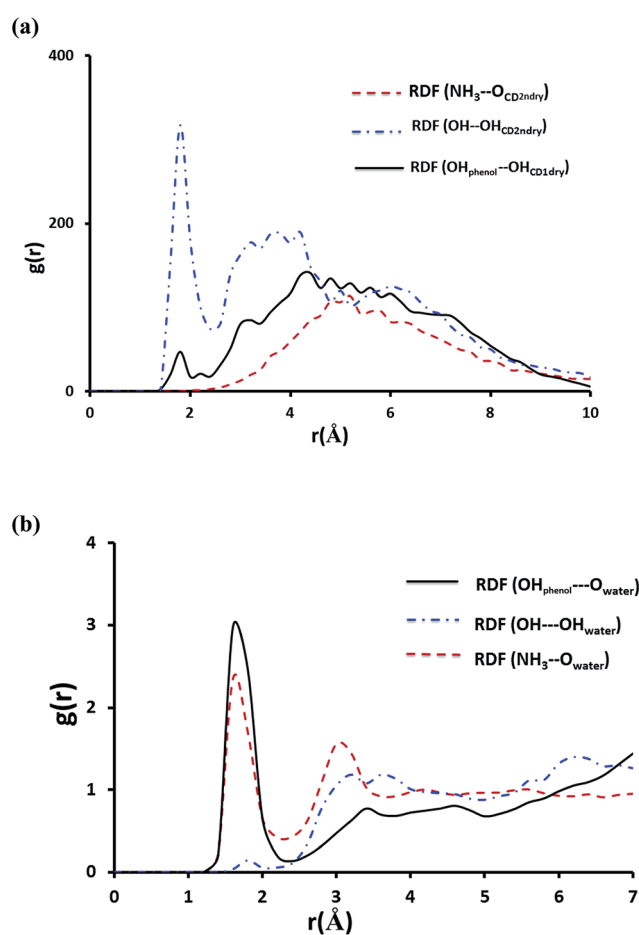 (a)
400
RDF (NH3--OCD2ndry)
RDF (OH--OHCD2ndry)
RDF (OHphenol--OHCD1dry)
g(r)
200
0
0 2 4 6 8 10
r(Å)
(b)
4
RDF (OHphenol---Owater)
RDF (OH---OHwater)
RDF (NH3--Owater)
3
g(r)
2
1
0
0 1 2 3 4 5 6 7
r(Å)